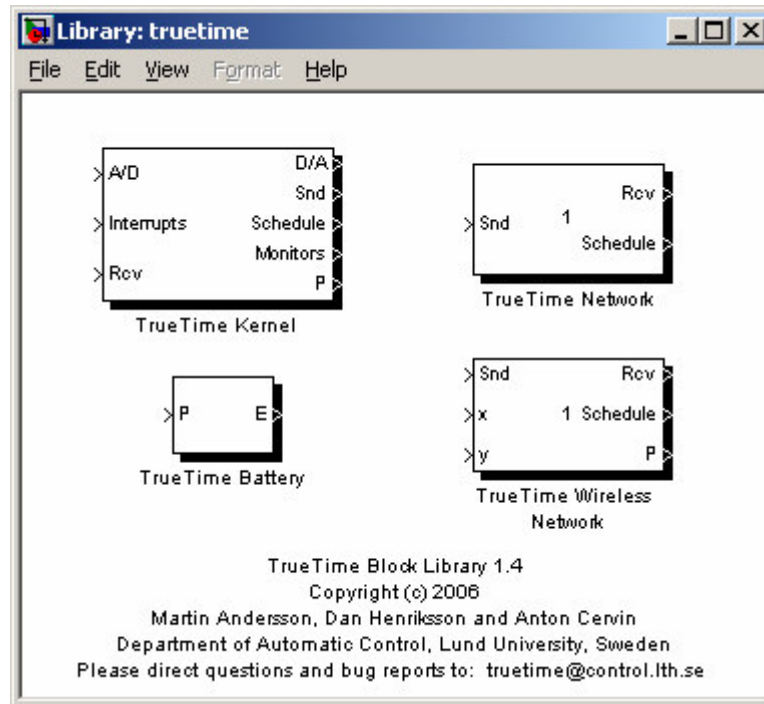 Library: truetime
File Edit View Format Help
A/D
Interrupts
Rcv
D/A
Snd
Schedule
Monitors
P
TrueTime Kernel
Snd
1
Rcv
Schedule
TrueTime Network
P
E
TrueTime Battery
Snd
x
y
1
Rcv
Schedule
P
TrueTime Wireless
Network
TrueTime Block Library 1.4
Copyright (c) 2006
Martin Andersson, Dan Henriksson and Anton Cervin
Department of Automatic Control, Lund University, Sweden
Please direct questions and bug reports to: truetime@control.lth.se